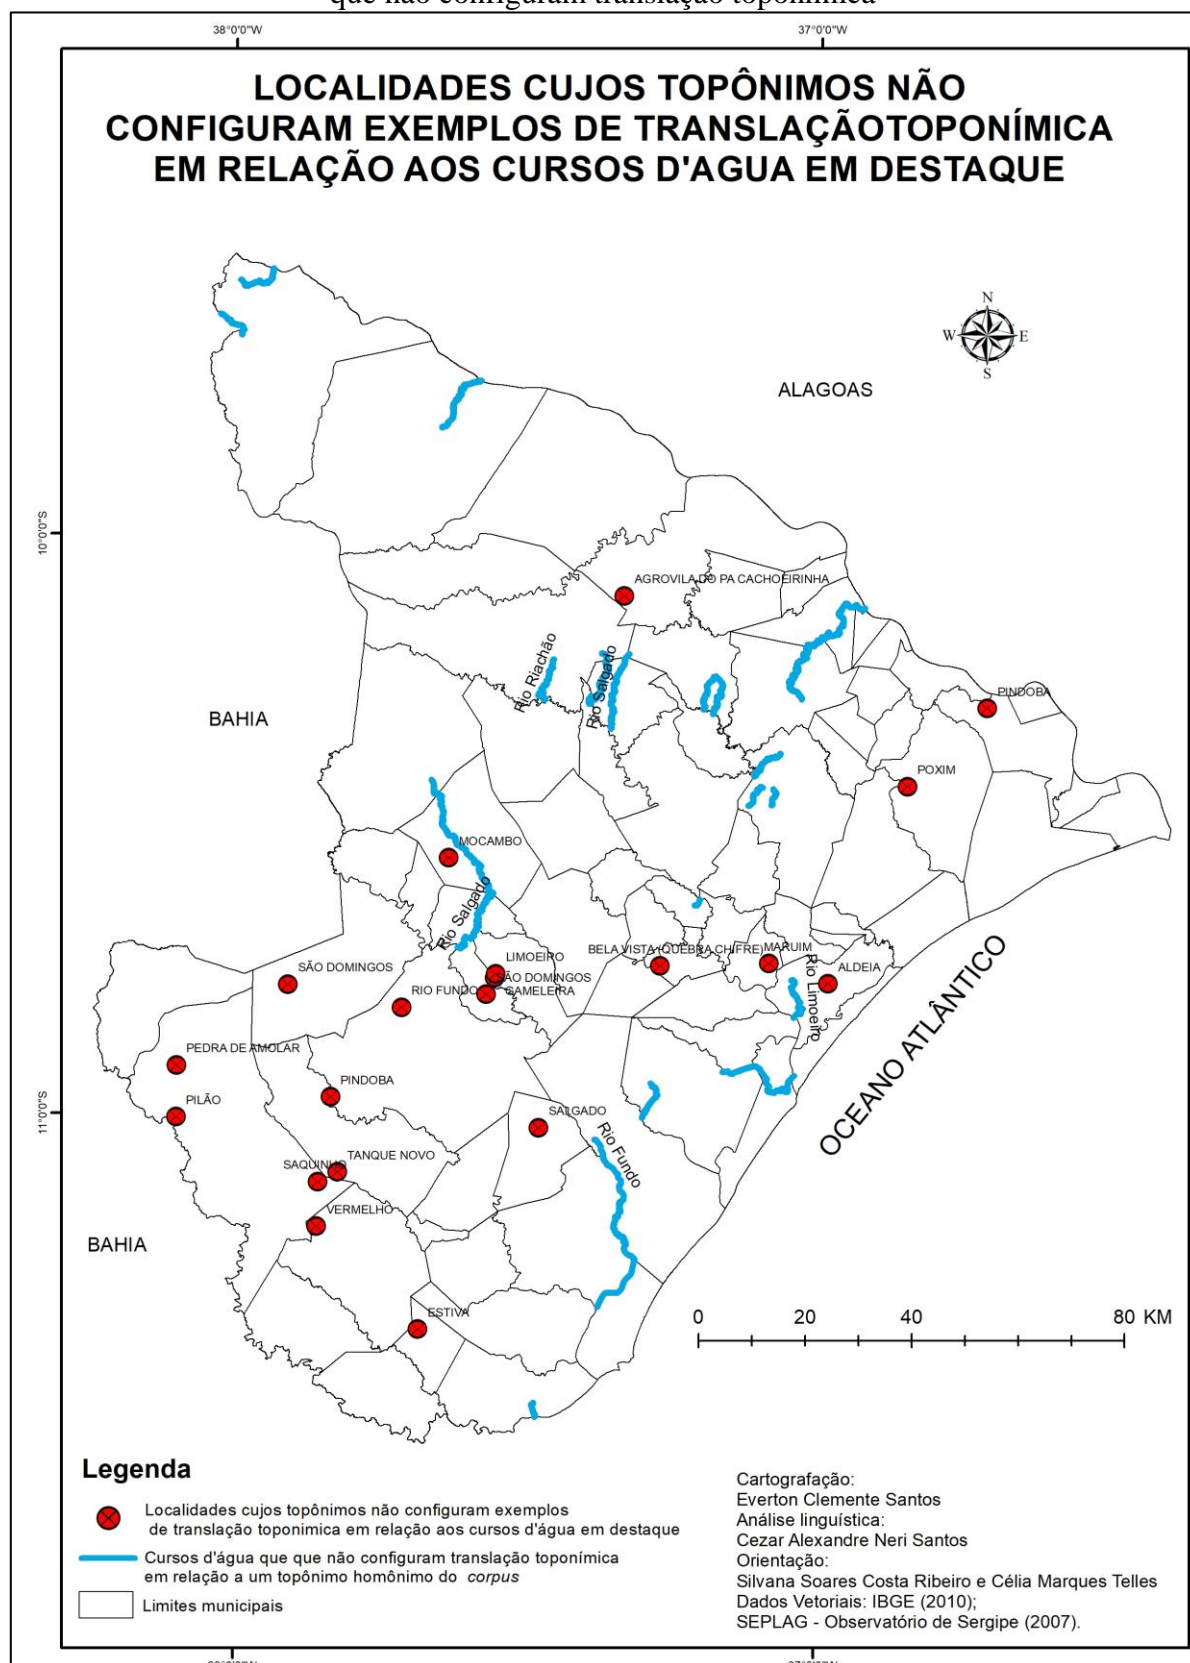 que não configuram translação toponímica
38°0'0"W
37°0'0"W
LOCALIDADES CUJOS TOPÔNIMOS NÃO
CONFIGURAM EXEMPLOS DE TRANSLAÇÃOTOPONÍMICA
EM RELAÇÃO AOS CURSOS D'AGUA EM DESTAQUE
N
W
E
S
ALAGOAS
10°0'0"S
AGROVILA DO PA CACHOEIRINHA
Rio Riachão
Rio Salgado
PINDOBA
BAHIA
POXIM
MOCAMBO
Rio Salgado
BELA VISTA (QUEBRA CHIFRE)
MARUIM
LIMOEIRO
SÃO DOMINGOS
ALDEIA
SÃO DOMINGOS
RIO FUNDO
GAMELEIRA
Rio Limoeiro
OCEANO ATLÂNTICO
PEDRA DE AMOLAR
PINDOBA
PILÃO
11°0'0"S
SALGADO
Rio Fundo
TANQUE NOVO
SAQUINHO
VERMELHO
BAHIA
ESTIVA
0 20 40 80 KM
Legenda
Localidades cujos topônimos não configuram exemplos
de translação toponimica em relação aos cursos d'água em destaque
Cursos d'água que que não configuram translação toponímica
em relação a um topônimo homônimo do corpus
Limites municipais
Cartografação:
Everton Clemente Santos
Análise linguística:
Cezar Alexandre Neri Santos
Orientação:
Silvana Soares Costa Ribeiro e Célia Marques Telles
Dados Vetoriais: IBGE (2010);
SEPLAG - Observatório de Sergipe (2007).